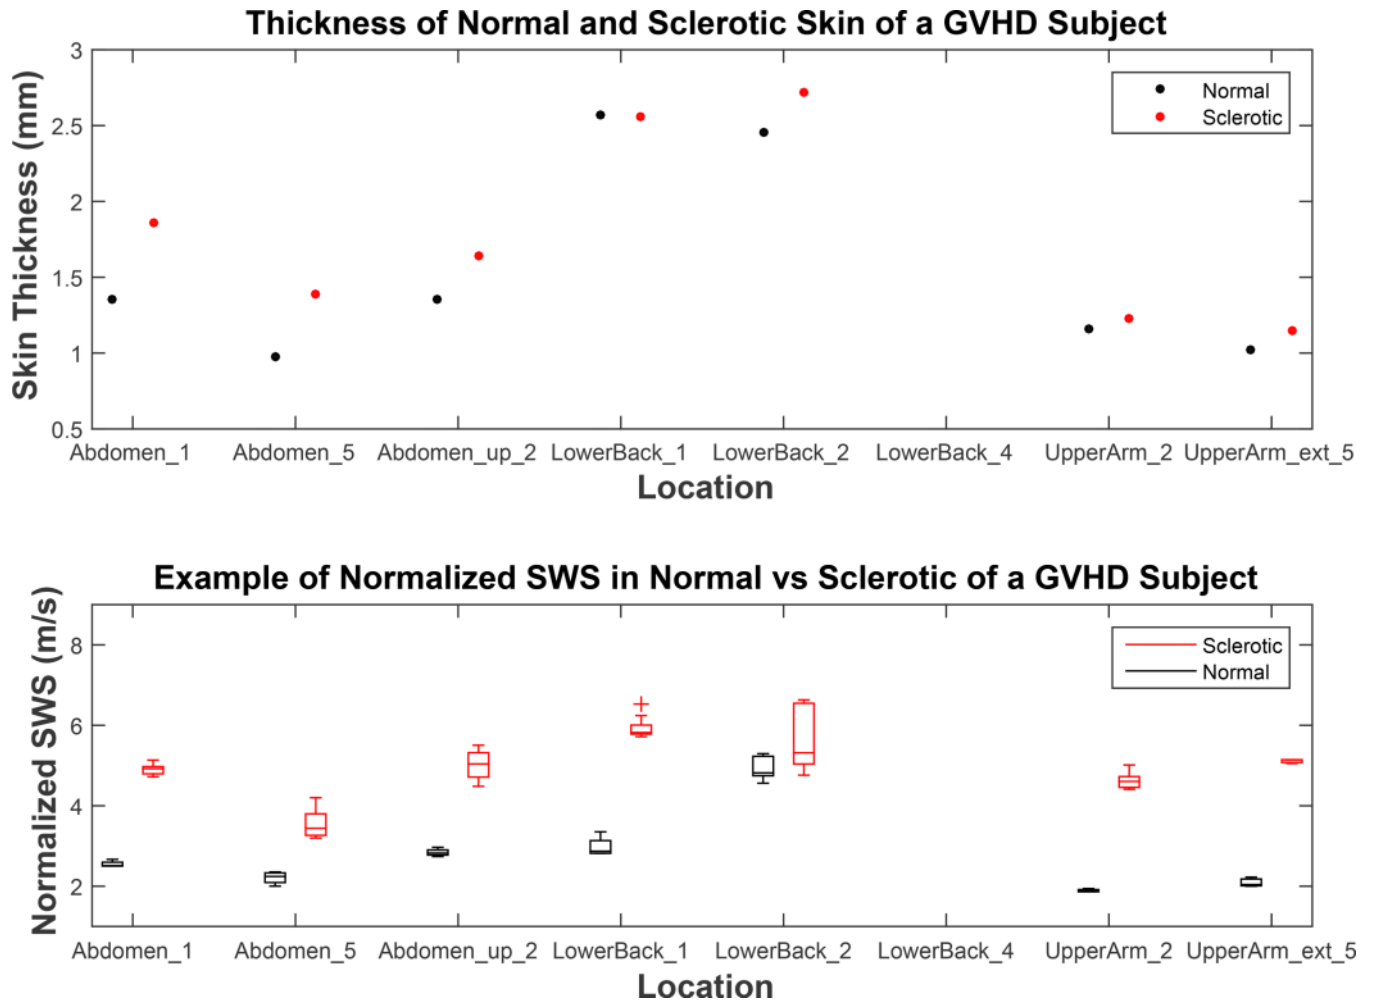 Thickness of Normal and Sclerotic Skin of a GVHD Subject
Skin Thickness (mm)
3
2.5
2
1.5
1
0.5
Normal
Sclerotic
Abdomen_1 Abdomen_5 Abdomen_up_2 LowerBack_1 LowerBack_2 LowerBack_4 UpperArm_2 UpperArm_ext_5
Location
Example of Normalized SWS in Normal vs Sclerotic of a GVHD Subject
Normalized SWS (m/s)
8
6
4
2
Sclerotic
Normal
Abdomen_1 Abdomen_5 Abdomen_up_2 LowerBack_1 LowerBack_2 LowerBack_4 UpperArm_2 UpperArm_ext_5
Location